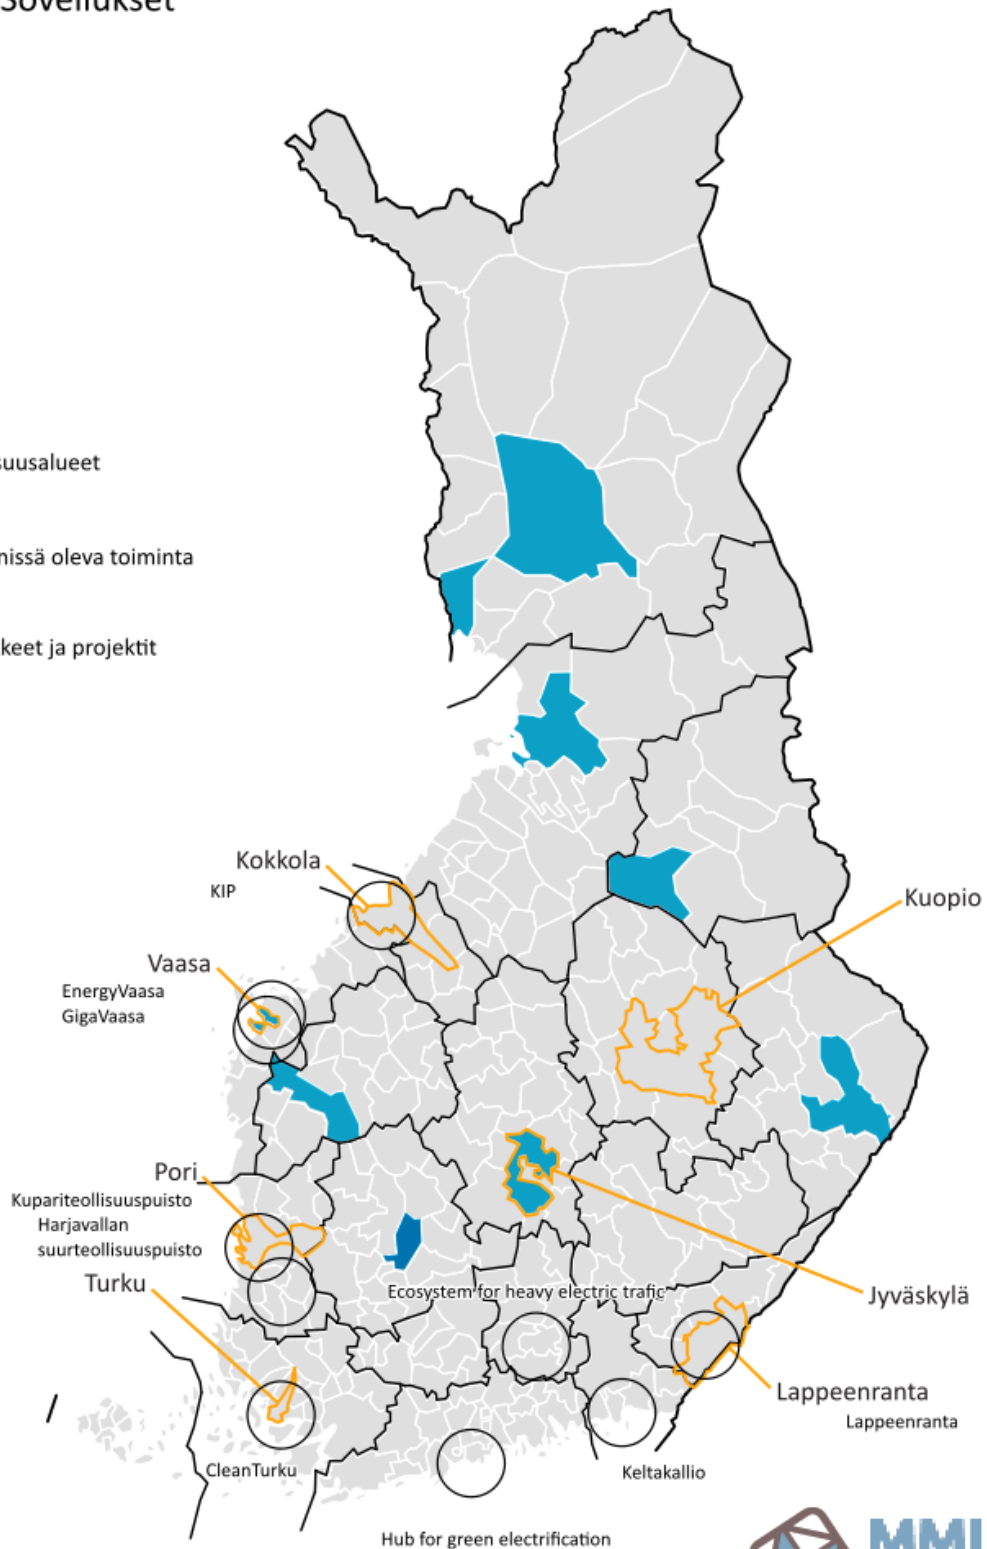 Sovellukset
suusalueet
nissä oleva toiminta
keet ja projektit
Kokkola
KIP
Kuopio
Vaasa
EnergyVaasa
GigaVaasa
Pori
Kupariteollisuuspuisto
Harjavallan
suurteollisuuspuisto
Turku
Ecosystem for heavy electric trafic
Jyväskylä
Lappeenranta
Lappeenranta
CleanTurku
Keltakallio
Hub for green electrification
MMI